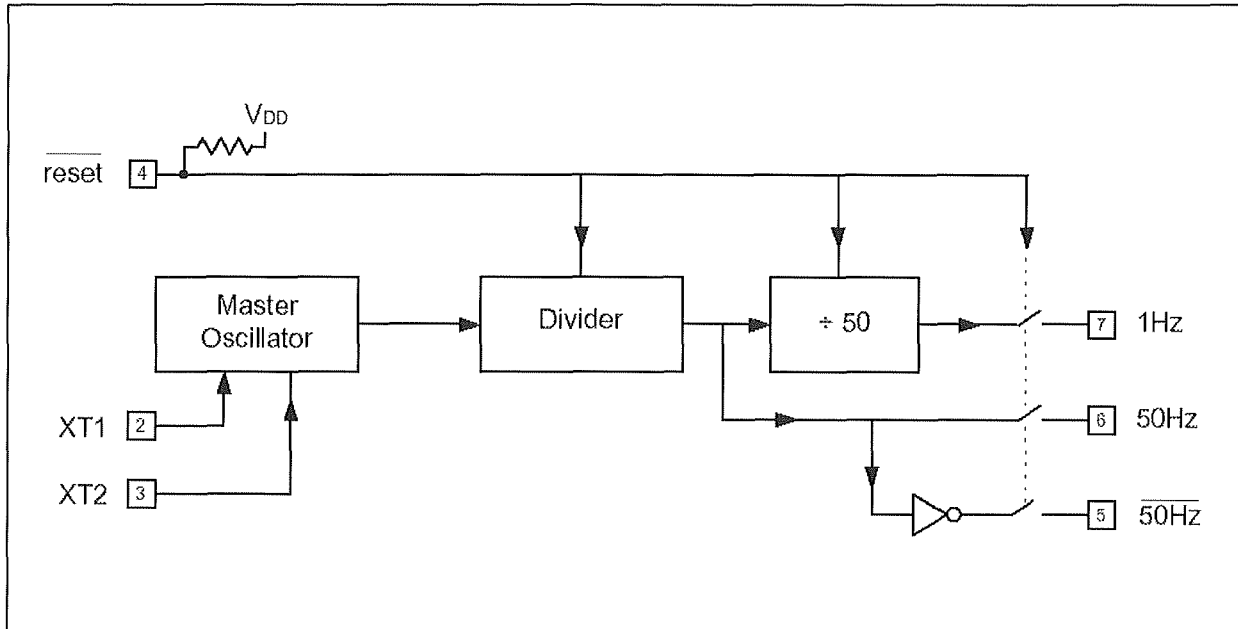 VDD
reset 4
Master
Oscillator
Divider
÷ 50
7 1Hz
XT1 2
6 50Hz
XT2 3
5 50Hz